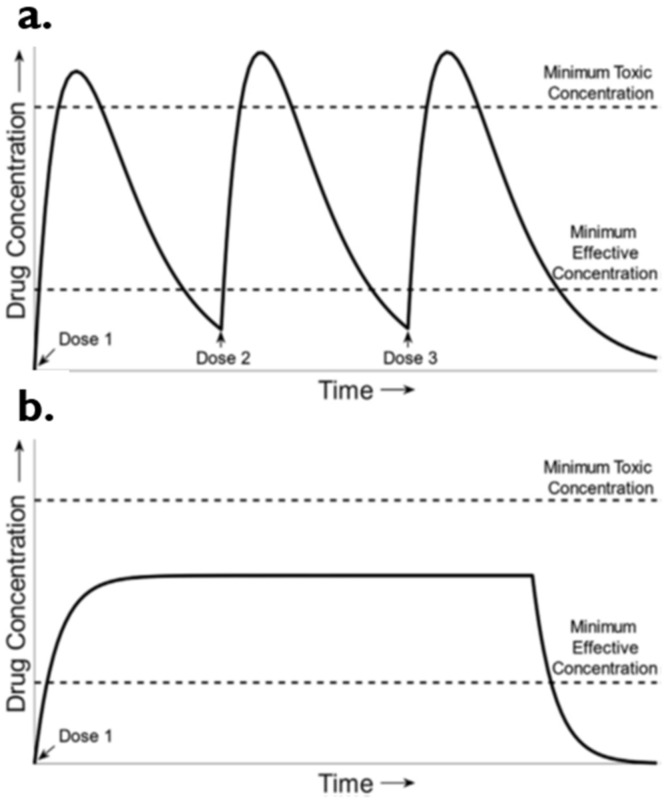 a.
Drug Concentration
Minimum Toxic
Concentration
Minimum
Effective
Concentration
Dose 1
Dose 2
Dose 3
Time
b.
Drug Concentration
Minimum Toxic
Concentration
Minimum
Effective
Concentration
Dose 1
Time